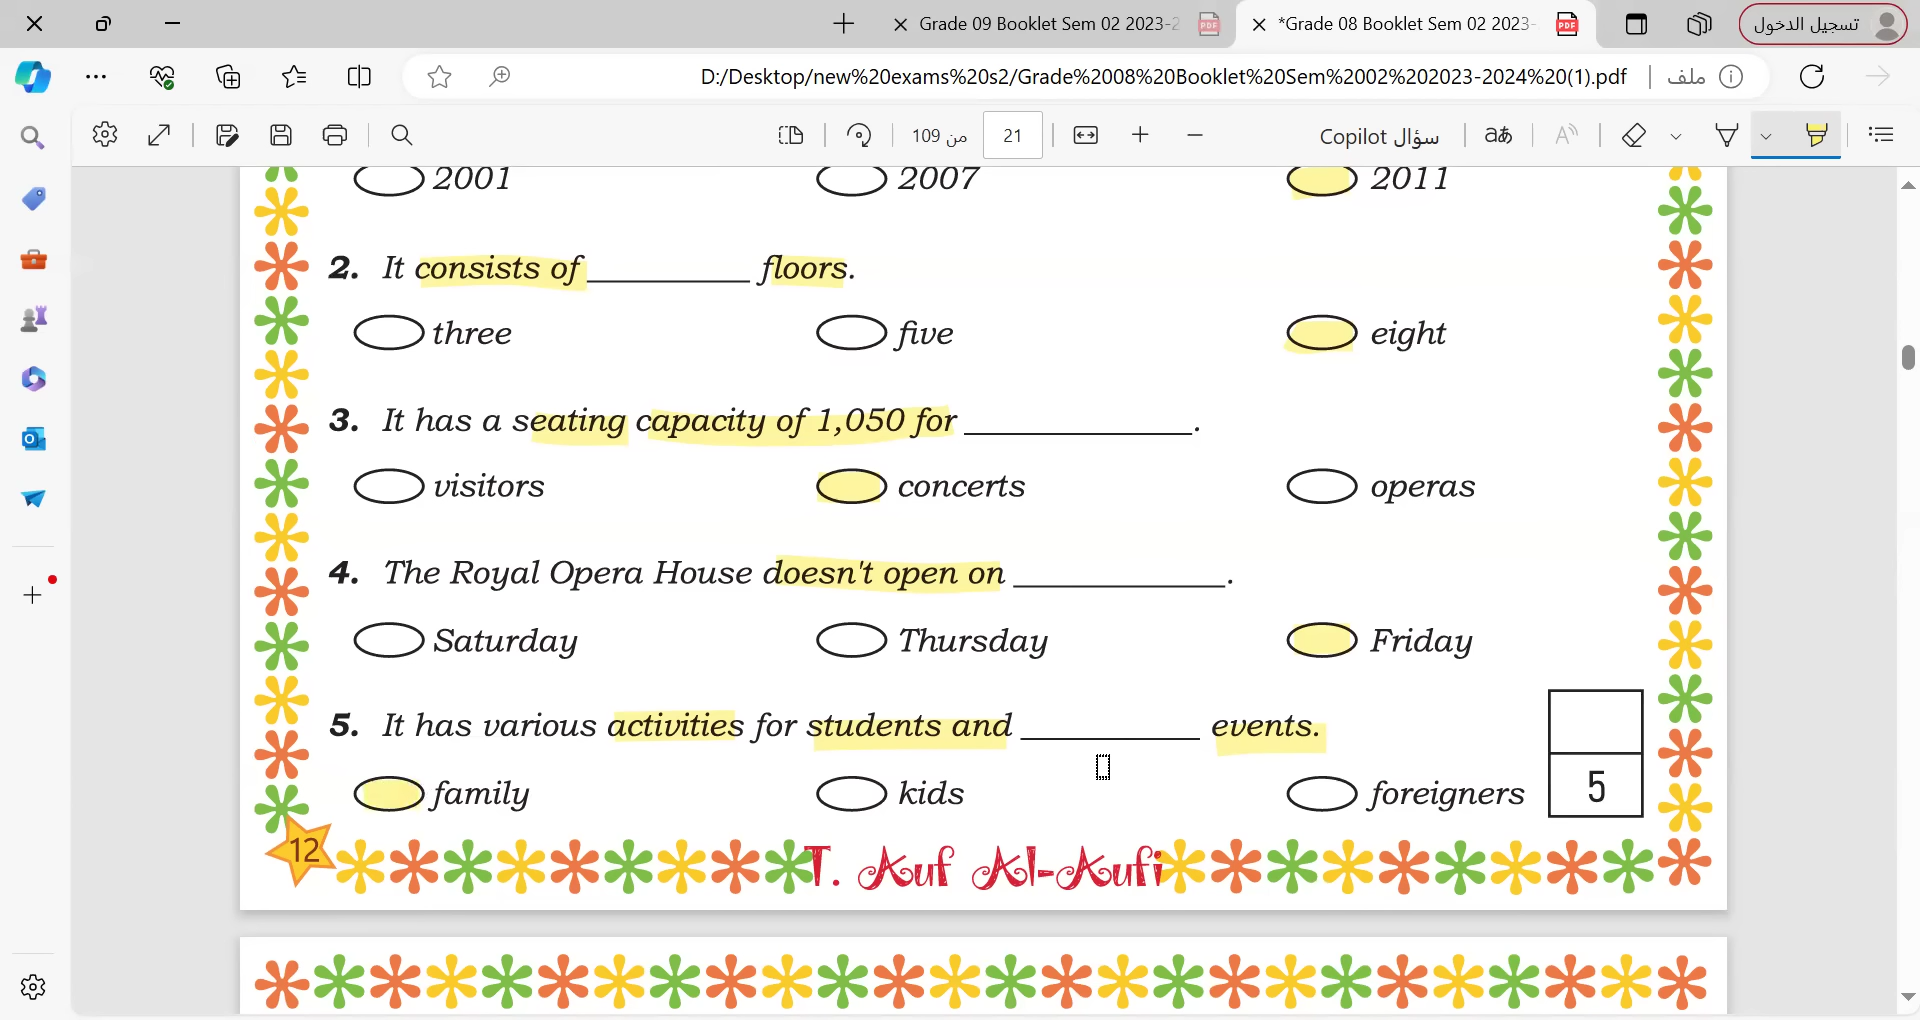 Grade 09 Booklet Sem 02 2023-2
*Grade 08 Booklet Sem 02 2023-
تسجيل الدخول
D:/Desktop/new%20exams%20s2/Grade%2008%20Booklet%20Sem%2002%202023-2024%20(1).pdf
ملف
من 109
21
سؤال Copilot
aあ
2001 2007 2011
2. It consists of__________ floors.
three five eight
3. It has a seating capacity of 1,050 for ______________.
visitors concerts operas
4. The Royal Opera House doesn't open on _____________.
Saturday Thursday Friday
5. It has various activities for students and ___________ events.
family kids foreigners
5
12
T. Auf Al-Aufi